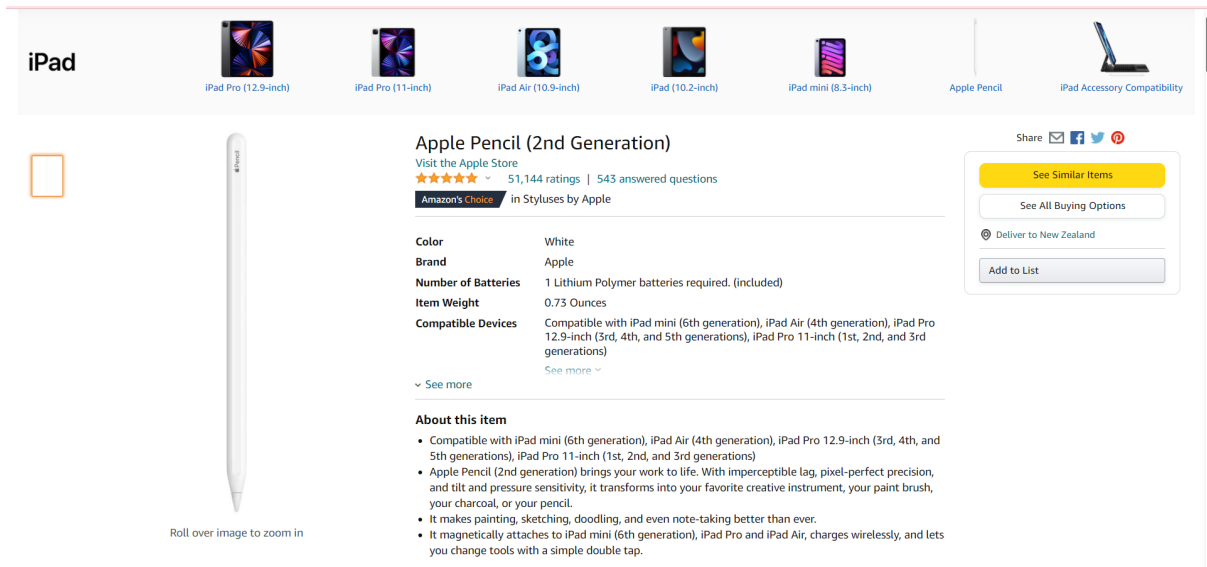 iPad
iPad Pro (12.9-inch)
iPad Pro (11-inch)
iPad Air (10.9-inch)
iPad (10.2-inch)
iPad mini (8.3-inch)
Apple Pencil
iPad Accessory Compatibility
Pencil
Roll over image to zoom in
Apple Pencil (2nd Generation)
Visit the Apple Store
51,144 ratings | 543 answered questions
Amazon's Choice in Styluses by Apple
Color White
Brand Apple
Number of Batteries 1 Lithium Polymer batteries required. (included)
Item Weight 0.73 Ounces
Compatible Devices Compatible with iPad mini (6th generation), iPad Air (4th generation), iPad Pro
12.9-inch (3rd, 4th, and 5th generations), iPad Pro 11-inch (1st, 2nd, and 3rd
generations)
See more
See more
About this item
• Compatible with iPad mini (6th generation), iPad Air (4th generation), iPad Pro 12.9-inch (3rd, 4th, and
5th generations), iPad Pro 11-inch (1st, 2nd, and 3rd generations)
• Apple Pencil (2nd generation) brings your work to life. With imperceptible lag, pixel-perfect precision,
and tilt and pressure sensitivity, it transforms into your favorite creative instrument, your paint brush,
your charcoal, or your pencil.
• It makes painting, sketching, doodling, and even note-taking better than ever.
• It magnetically attaches to iPad mini (6th generation), iPad Pro and iPad Air, charges wirelessly, and lets
you change tools with a simple double tap.
Share
See Similar Items
See All Buying Options
Deliver to New Zealand
Add to List